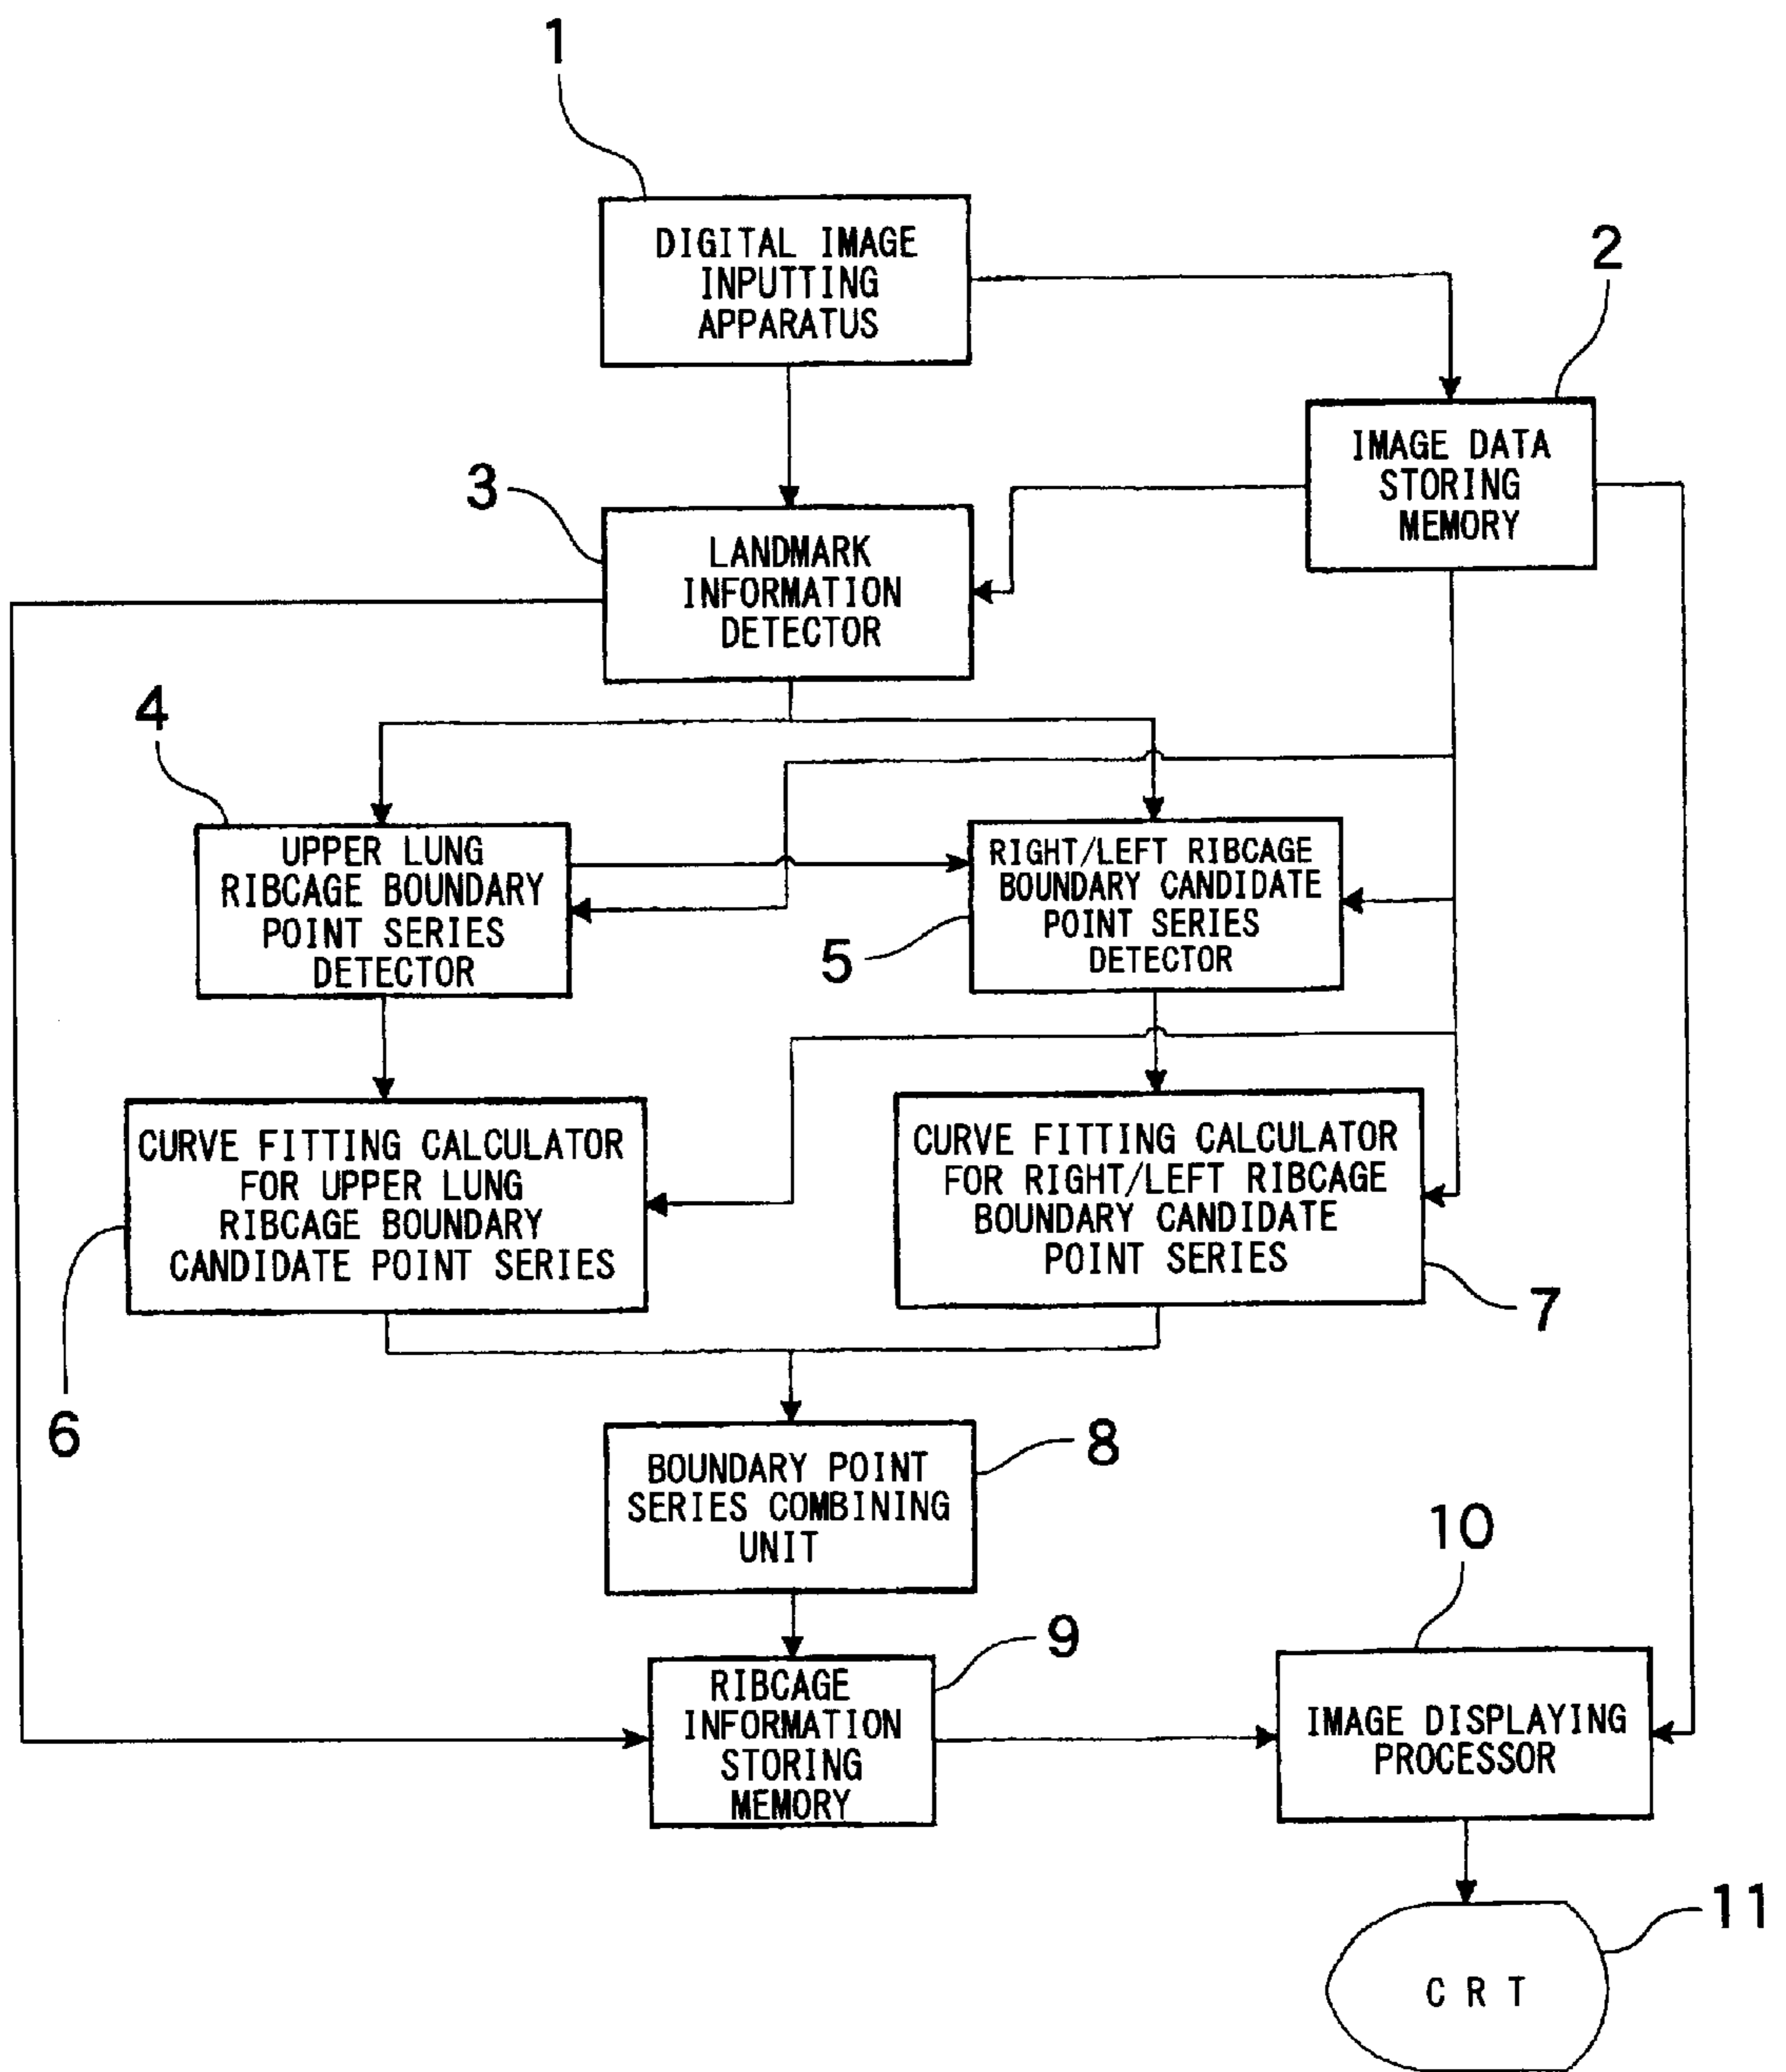 1
DIGITAL IMAGE
INPUTTING
APPARATUS
2
IMAGE DATA
STORING
MEMORY
3
LANDMARK
INFORMATION
DETECTOR
4
UPPER LUNG
RIBCAGE BOUNDARY
POINT SERIES
DETECTOR
RIGHT/LEFT RIBCAGE
BOUNDARY CANDIDATE
POINT SERIES
DETECTOR
5
CURVE FITTING CALCULATOR
FOR UPPER LUNG
RIBCAGE BOUNDARY
CANDIDATE POINT SERIES
6
CURVE FITTING CALCULATOR
FOR RIGHT/LEFT RIBCAGE
BOUNDARY CANDIDATE
POINT SERIES
7
BOUNDARY POINT
SERIES COMBINING
UNIT
8
RIBCAGE
INFORMATION
STORING
MEMORY
9
10
IMAGE DISPLAYING
PROCESSOR
11
CRT